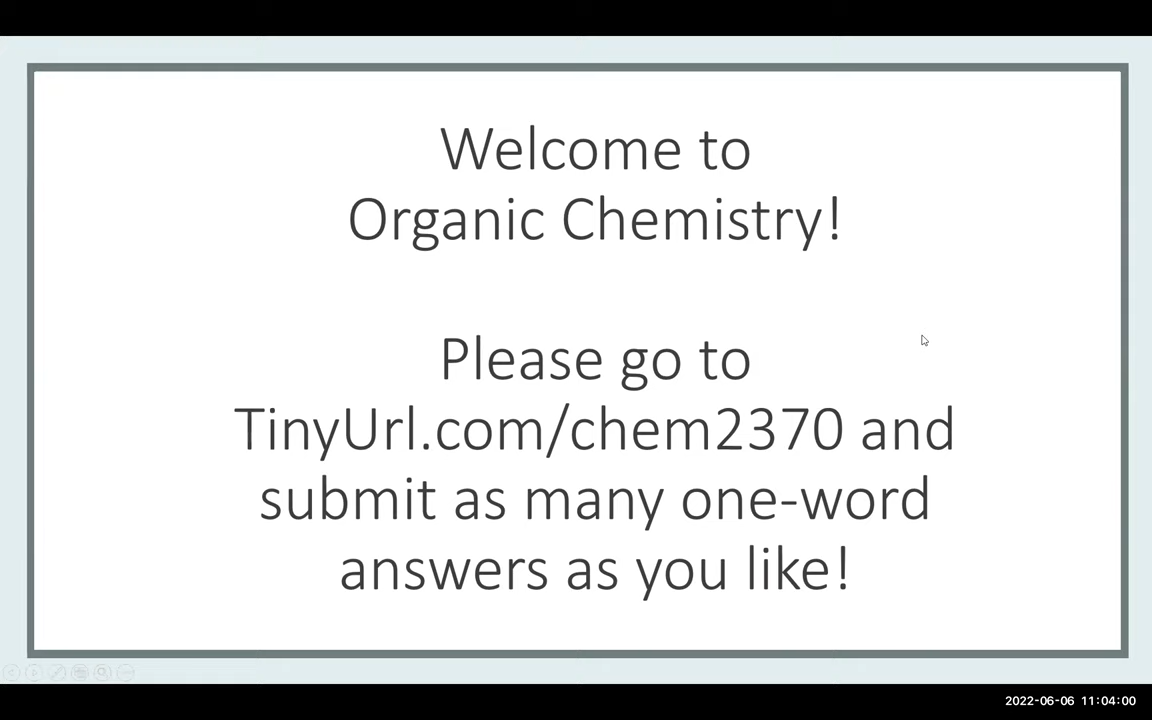 Welcome to
Organic Chemistry!
Please go to
TinyUrl.com/chem2370 and
submit as many one-word
answers as you like!
2022-06-06 11:04:00